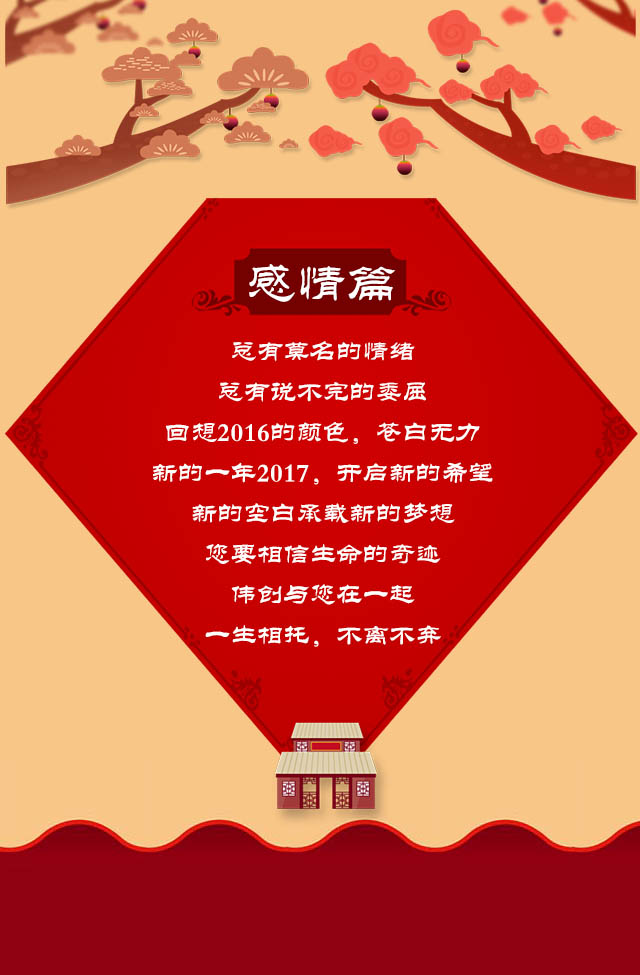 感情篇
总有莫名的情绪
总有说不完的委屈
回想2016的颜色，苍白无力
新的一年2017，开启新的希望
新的空白承载新的梦想
您要相信生命的奇迹
伟创与您在一起
一生相托，不离不弃